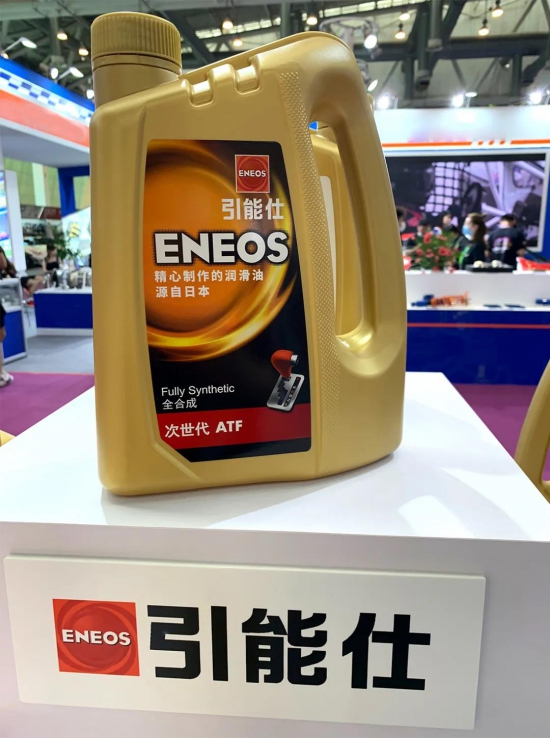 ENEOS
引能仕
ENEOS
精心制作的润滑油
源自日本
Fully Synthetic
全合成
次世代 ATF
ENEOS
引能仕